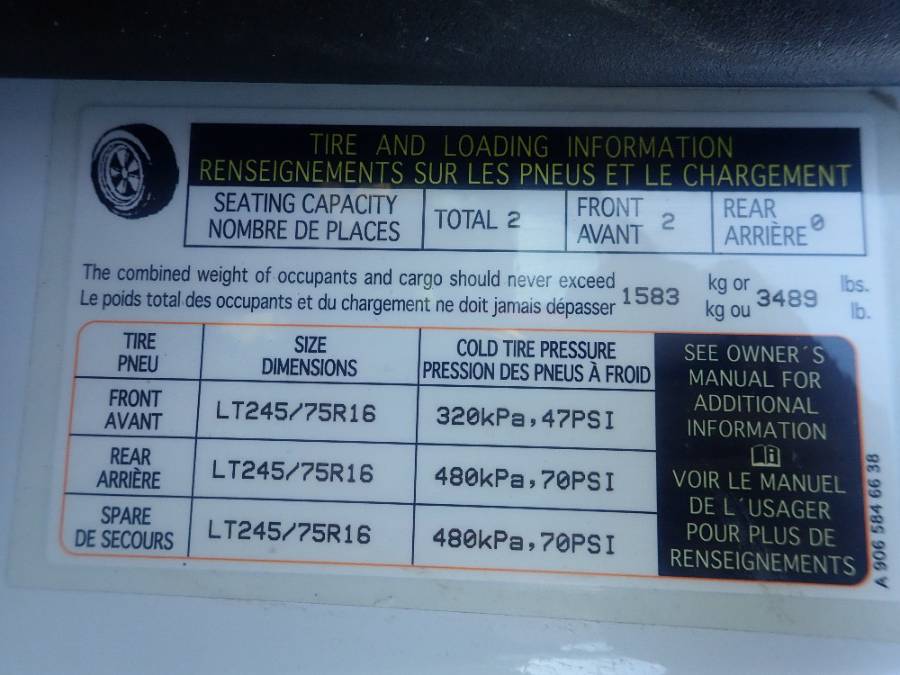 TIRE AND LOADING INFORMATION
RENSEIGNEMENTS SUR LES PNEUS ET LE CHARGEMENT
SEATING CAPACITY
NOMBRE DE PLACES
TOTAL 2
FRONT
AVANT
2
REAR
ARRIÈRE
0
The combined weight of occupants and cargo should never exceed
Le poids total des occupants et du chargement ne doit jamais dépasser
1583
kg or
kg ou
3489
lbs.
lb.
TIRE
PNEU
SIZE
DIMENSIONS
COLD TIRE PRESSURE
PRESSION DES PNEUS À FROID
FRONT
AVANT
LT245/75R16
320kPa,47PSI
REAR
ARRIÈRE
LT245/75R16
480kPa,70PSI
SPARE
DE SECOURS
LT245/75R16
480kPa,70PSI
SEE OWNER´S
MANUAL FOR
ADDITIONAL
INFORMATION
VOIR LE MANUEL
DE L´USAGER
POUR PLUS DE
RENSEIGNEMENTS
A 906 584 66 38